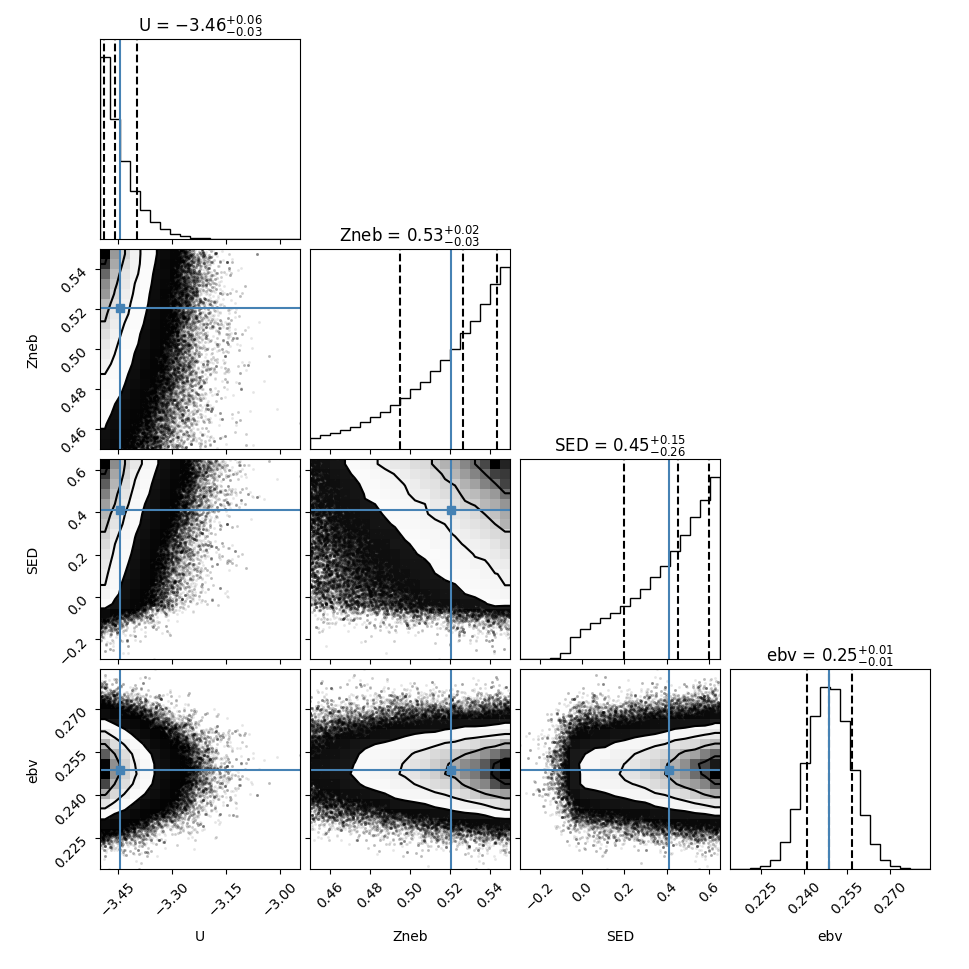 U = −3.46+0.06−0.03
Zneb = 0.53+0.02−0.03
0.54
0.52
0.50
0.48
0.46
Zneb
SED = 0.45+0.15−0.26
0.6
0.4
0.2
0.0
−0.2
SED
ebv = 0.25+0.01−0.01
0.270
0.255
0.240
0.225
ebv
−3.45 −3.30 −3.15 −3.00
0.46 0.48 0.50 0.52 0.54
−0.2 0.0 0.2 0.4 0.6
0.225 0.240 0.255 0.270
U Zneb SED ebv